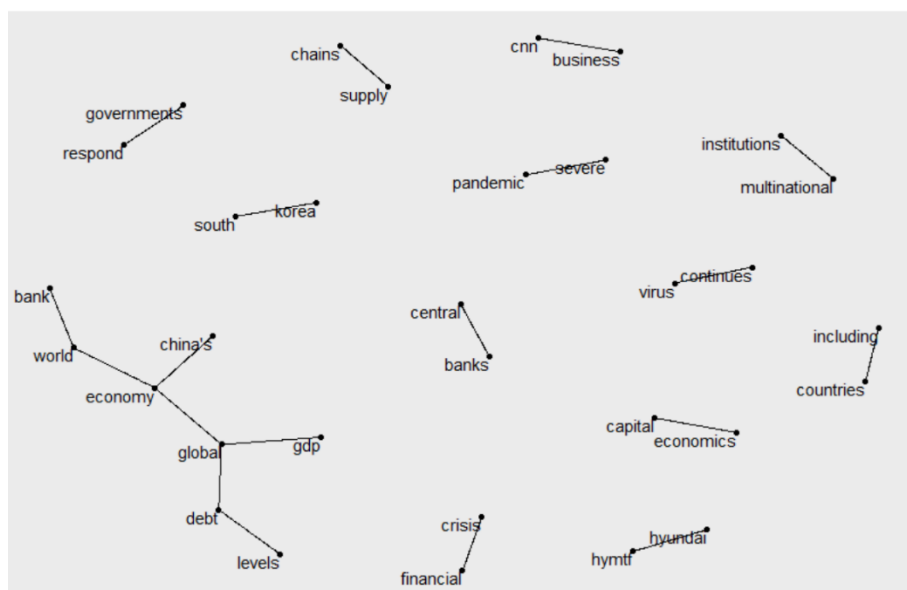 cnn
chains
business
supply
governments
institutions
respond
severe
pandemic
multinational
korea
south
continues
bank
virus
central
including
china's
world
banks
countries
economy
capital
economics
gdp
global
debt
crisis
hyundai
levels
hymtf
financial